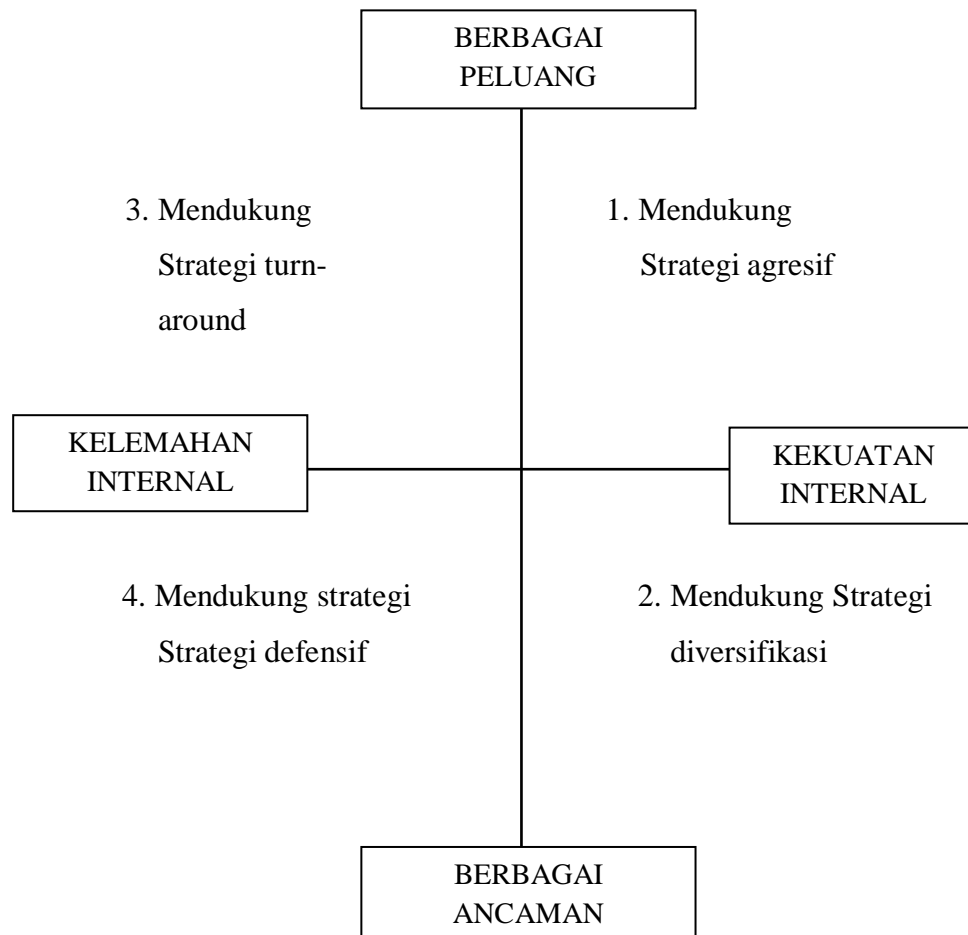 BERBAGAI
PELUANG
3. Mendukung
Strategi turn-
around
1. Mendukung
Strategi agresif
KELEMAHAN
INTERNAL
KEKUATAN
INTERNAL
4. Mendukung strategi
Strategi defensif
2. Mendukung Strategi
diversifikasi
BERBAGAI
ANCAMAN